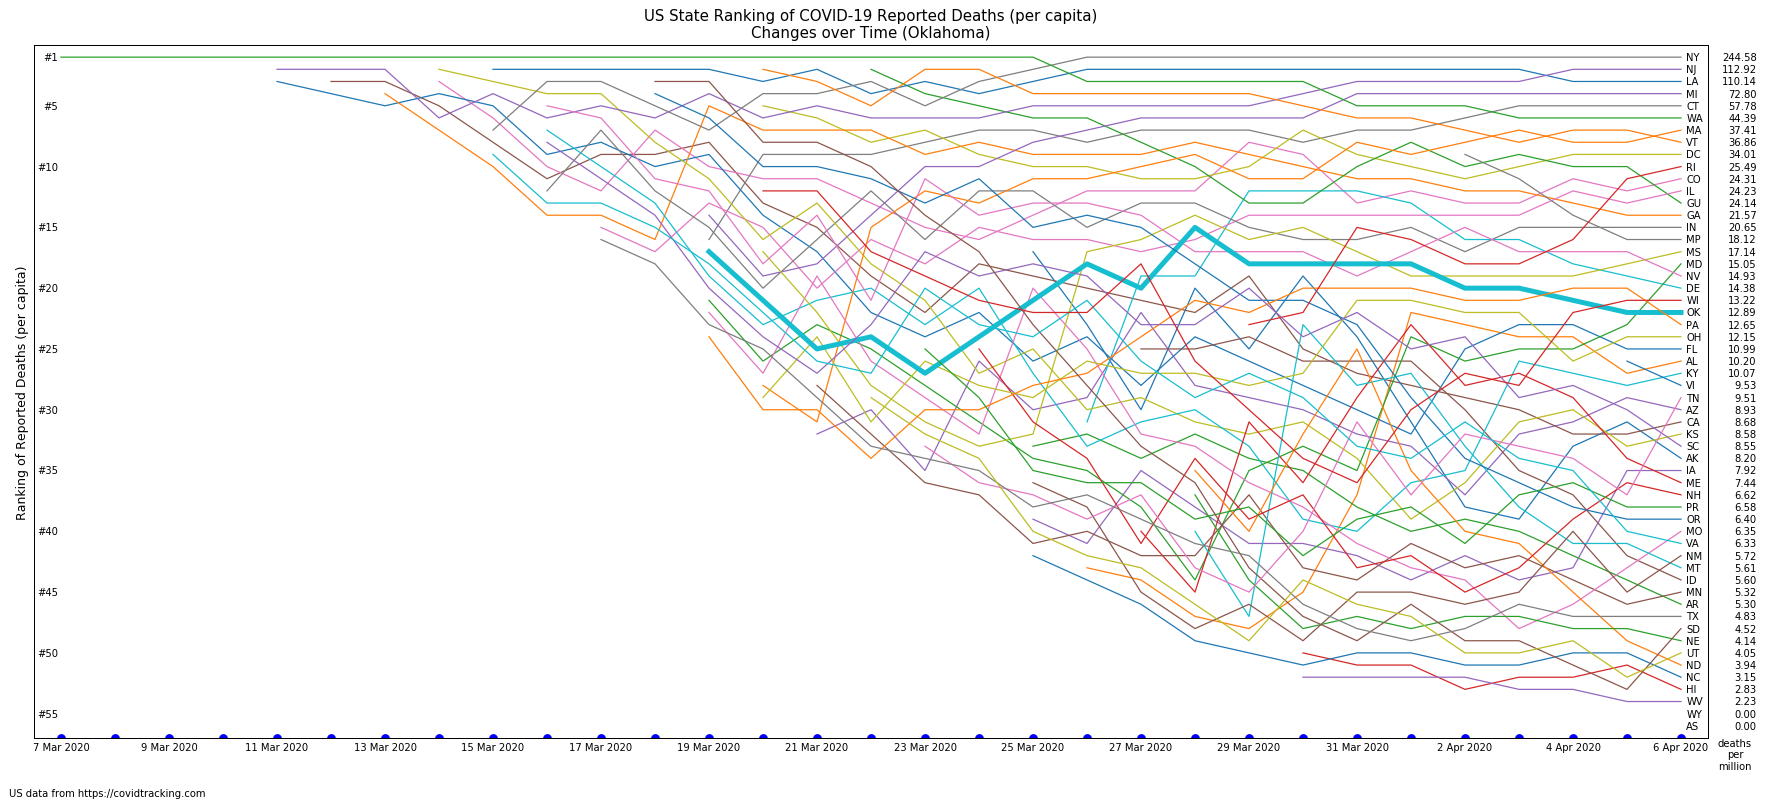 US State Ranking of COVID-19 Reported Deaths (per capita)
Changes over Time (Oklahoma)
Ranking of Reported Deaths (per capita)
#1
#5
#10
#15
#20
#25
#30
#35
#40
#45
#50
#55
NY 244.58
NJ 112.92
LA 110.14
MI 72.80
CT 57.78
WA 44.39
MA 37.41
VT 36.86
DC 34.01
RI 25.49
CO 24.31
IL 24.23
GU 24.14
GA 21.57
IN 20.65
MP 18.12
MS 17.14
MD 15.05
NV 14.93
DE 14.38
WI 13.22
OK 12.89
PA 12.65
OH 12.15
FL 10.99
AL 10.20
KY 10.07
VI 9.53
TN 9.51
AZ 8.93
CA 8.68
KS 8.58
SC 8.55
AK 8.20
IA 7.92
ME 7.44
NH 6.62
PR 6.58
OR 6.40
MO 6.35
VA 6.33
NM 5.72
MT 5.61
ID 5.60
MN 5.32
AR 5.30
TX 4.83
SD 4.52
NE 4.14
UT 4.05
ND 3.94
NC 3.15
HI 2.83
WV 2.23
WY 0.00
AS 0.00
7 Mar 2020 9 Mar 2020 11 Mar 2020 13 Mar 2020 15 Mar 2020 17 Mar 2020 19 Mar 2020 21 Mar 2020 23 Mar 2020 25 Mar 2020 27 Mar 2020 29 Mar 2020 31 Mar 2020 2 Apr 2020 4 Apr 2020 6 Apr 2020
deaths
per
million
US data from https://covidtracking.com